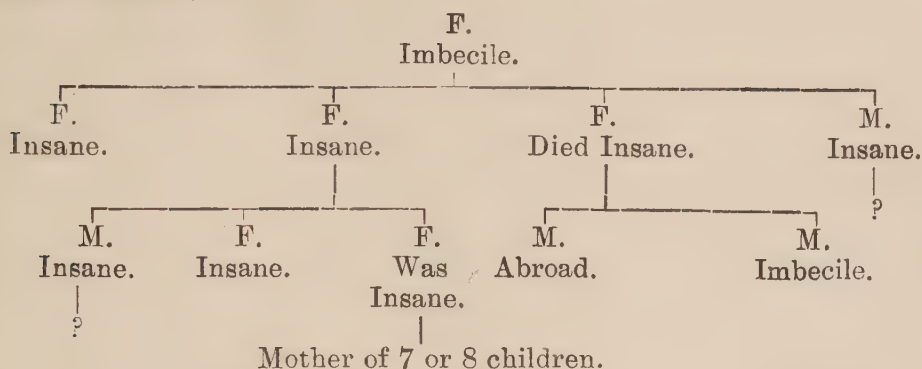 F.
Imbecile.
F. F. F. M.
Insane. Insane. Died Insane. Insane.
?
M. F. F. M. M.
Insane. Insane. Was Abroad. Imbecile.
Insane.
?
Mother of 7 or 8 children.